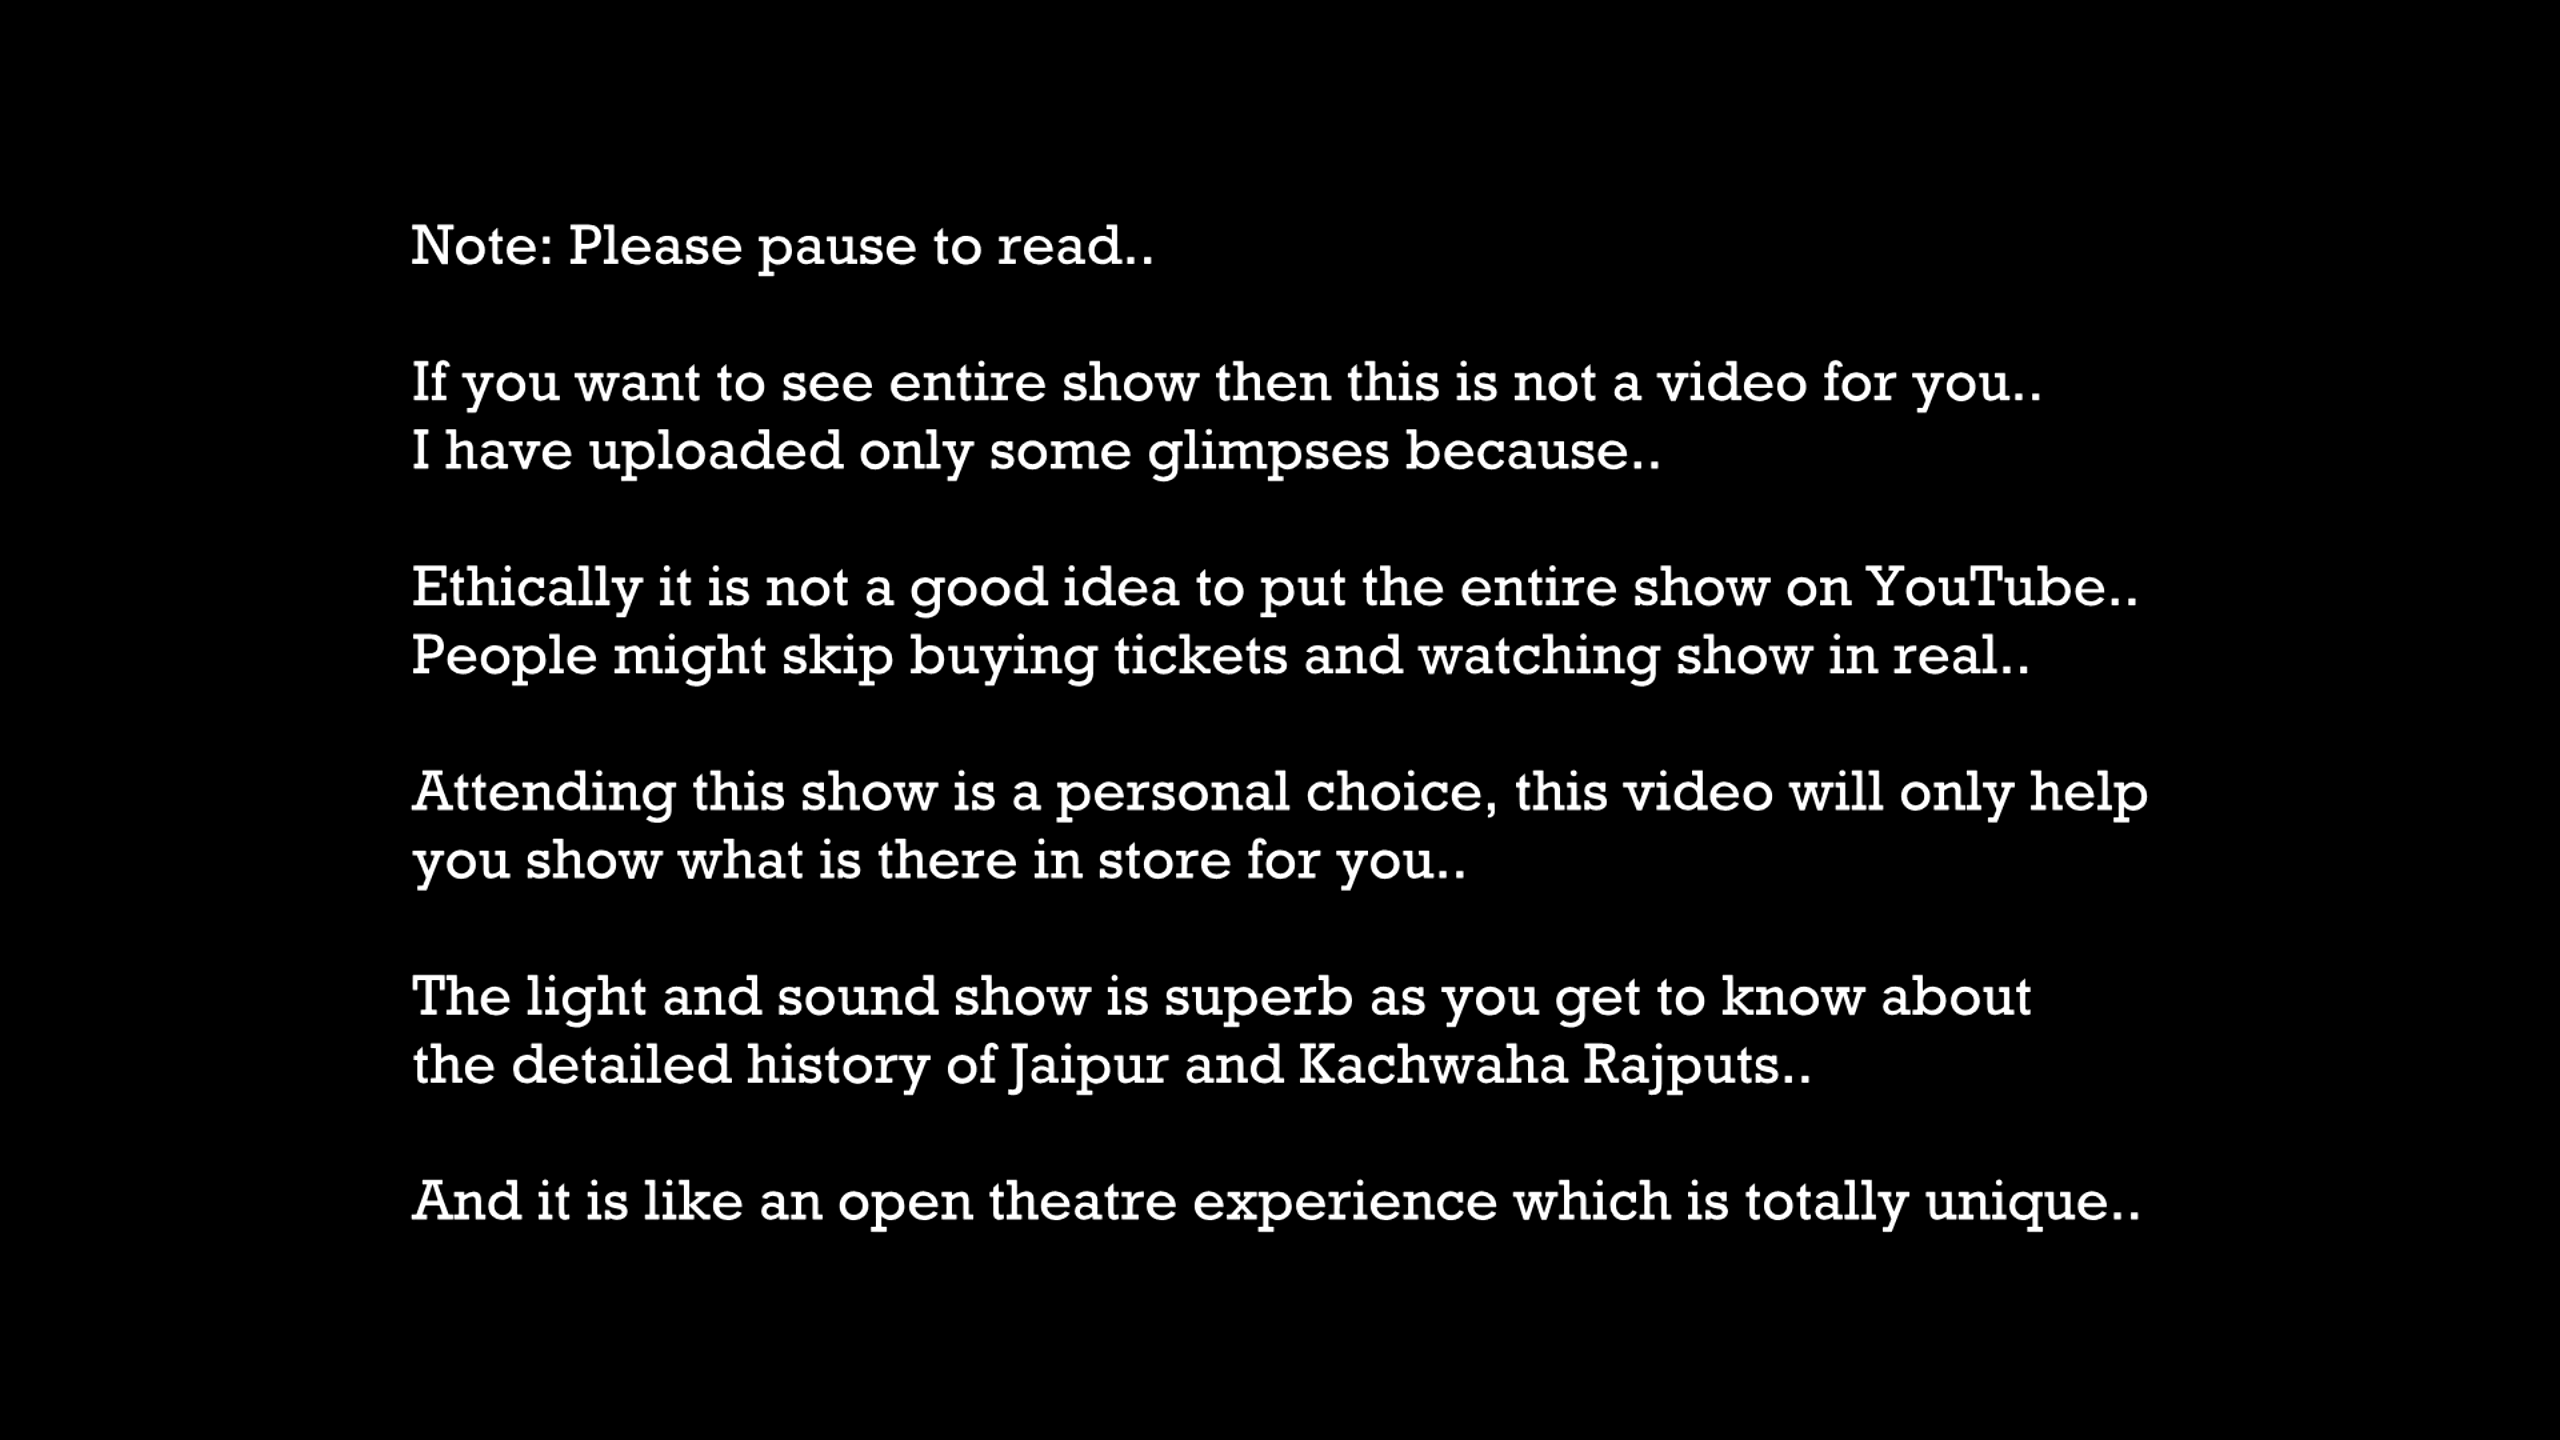 Note: Please pause to read..
If you want to see entire show then this is not a video for you..
I have uploaded only some glimpses because..
Ethically it is not a good idea to put the entire show on YouTube..
People might skip buying tickets and watching show in real..
Attending this show is a personal choice, this video will only help
you show what is there in store for you..
The light and sound show is superb as you get to know about
the detailed history of Jaipur and Kachwaha Rajputs..
And it is like an open theatre experience which is totally unique..